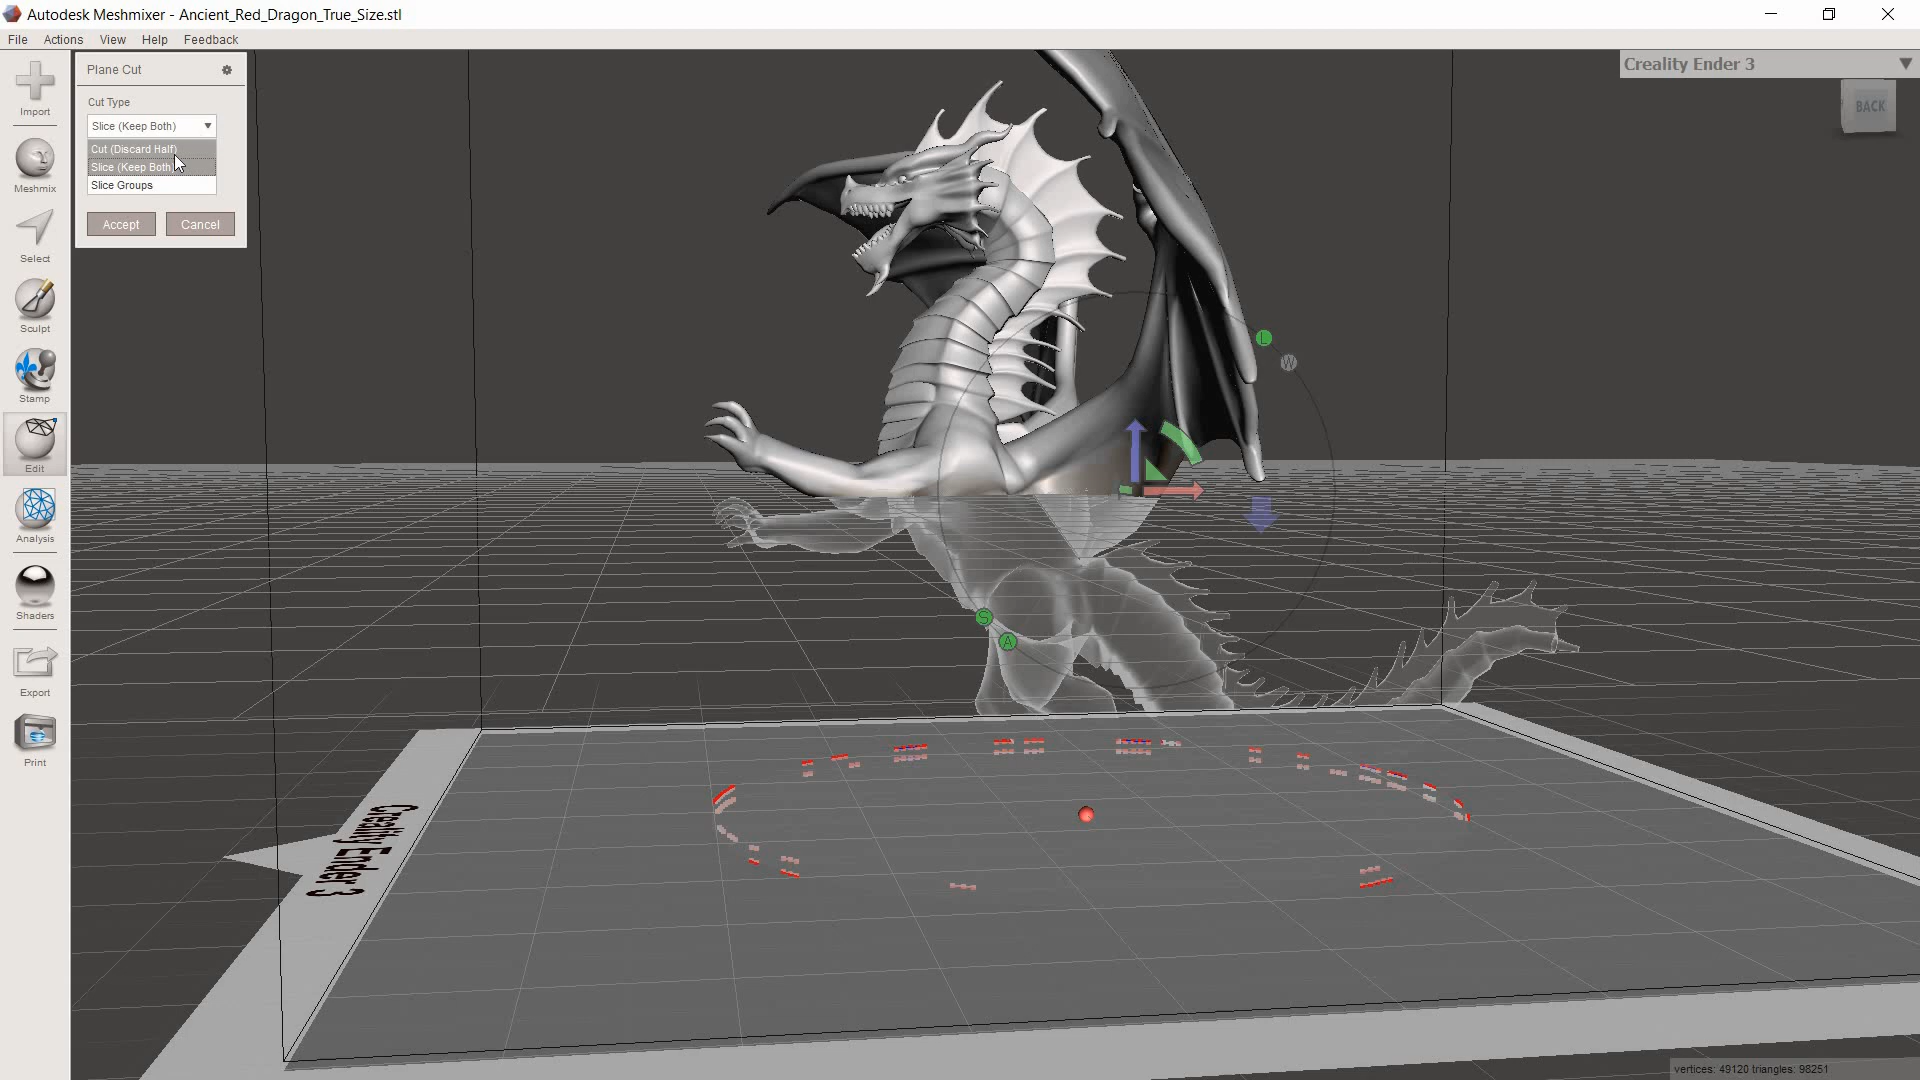 Autodesk Meshmixer - Ancient_Red_Dragon_True_Size.stl
File Actions View Help Feedback
Plane Cut
Cut Type
Slice (Keep Both)
Cut (Discard Half)
Slice (Keep Both
Slice Groups
Accept Cancel
Import
Meshmix
Select
Sculpt
Stamp
Edit
Analysis
Shaders
Export
Print
Creality Ender 3
BACK
L
W
S
A
Creality Ender 3
vertices: 49120 triangles: 98251